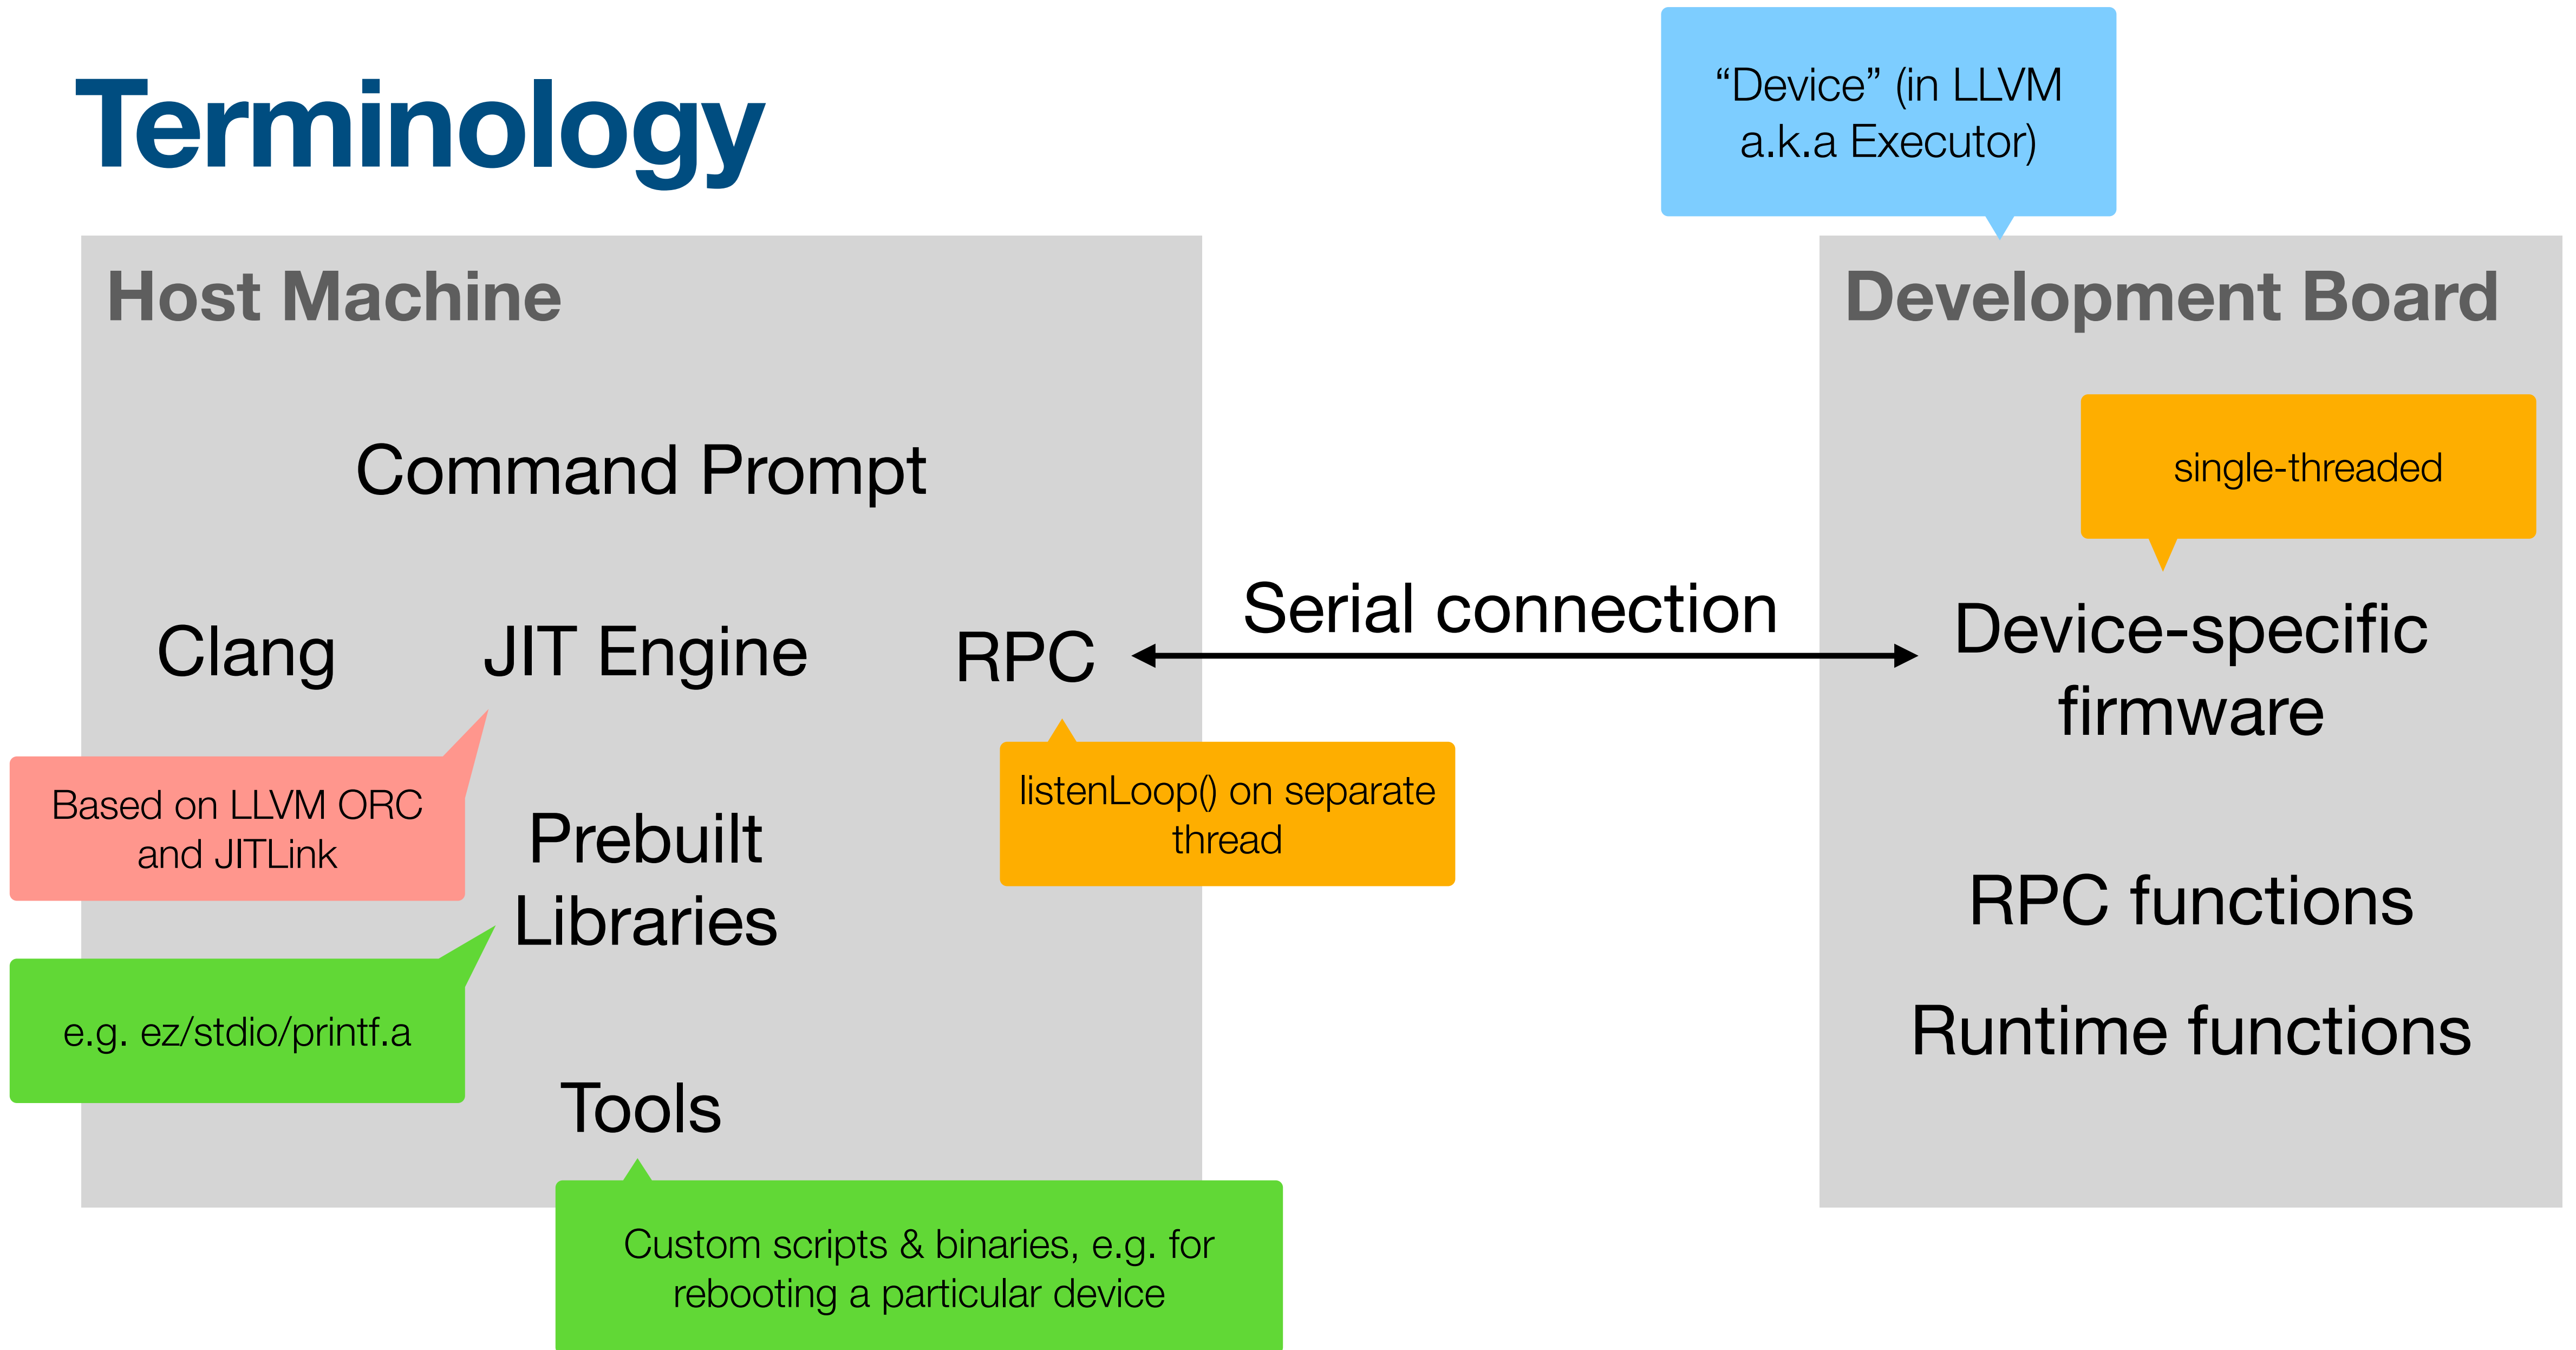 Terminology
“Device” (in LLVM
a.k.a Executor)
Host Machine
Command Prompt
Clang
JIT Engine
RPC
Based on LLVM ORC
and JITLink
listenLoop() on separate
thread
Prebuilt
Libraries
e.g. ez/stdio/printf.a
Tools
Custom scripts & binaries, e.g. for
rebooting a particular device
Serial connection
Development Board
single-threaded
Device-specific
firmware
RPC functions
Runtime functions